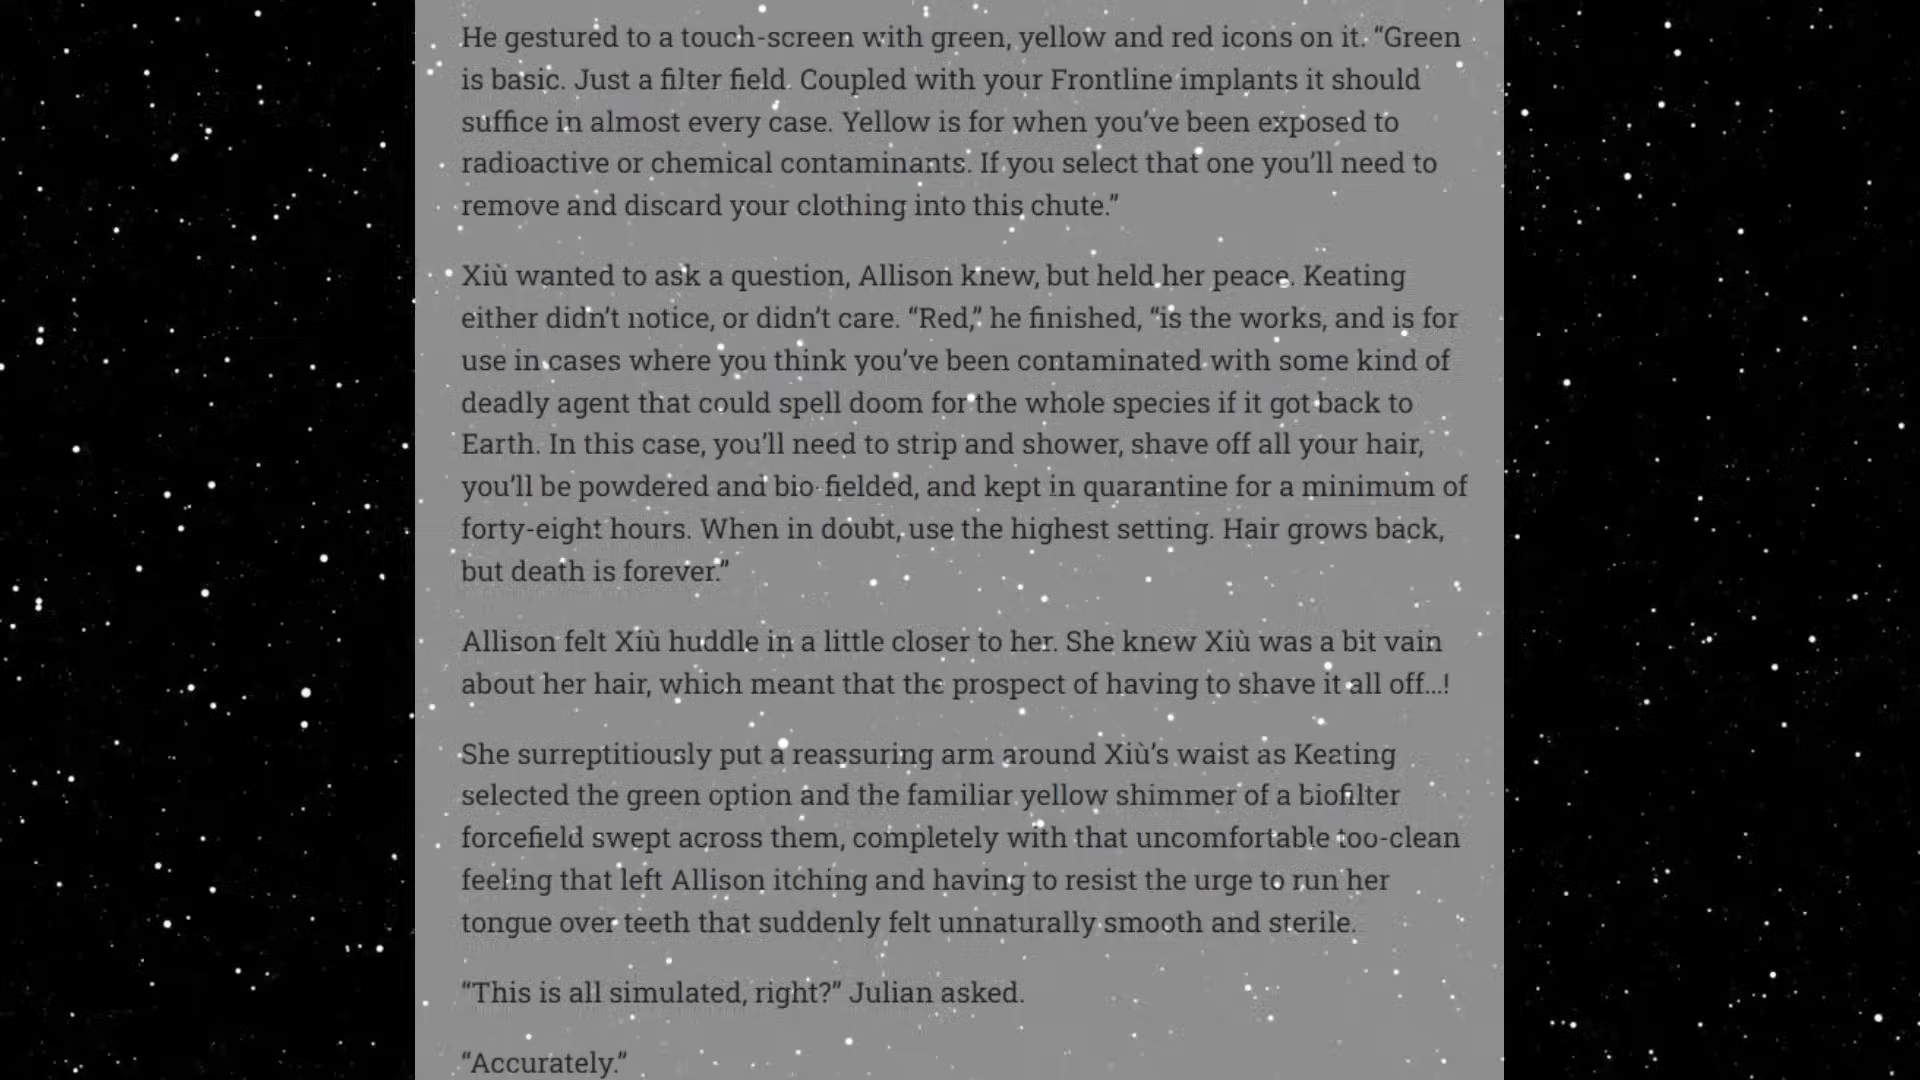 He gestured to a touch-screen with green, yellow and red icons on it. “Green
is basic. Just a filter field. Coupled with your Frontline implants it should
suffice in almost every case. Yellow is for when you’ve been exposed to
radioactive or chemical contaminants. If you select that one you’ll need to
remove and discard your clothing into this chute.”
Xiù wanted to ask a question, Allison knew, but held her peace. Keating
either didn’t notice, or didn’t care. “Red,” he finished, “is the works, and is for
use in cases where you think you’ve been contaminated with some kind of
deadly agent that could spell doom for the whole species if it got back to
Earth. In this case, you’ll need to strip and shower, shave off all your hair,
you’ll be powdered and bio-fielded, and kept in quarantine for a minimum of
forty-eight hours. When in doubt, use the highest setting. Hair grows back,
but death is forever.”
Allison felt Xiù huddle in a little closer to her. She knew Xiù was a bit vain
about her hair, which meant that the prospect of having to shave it all off…!
She surreptitiously put a reassuring arm around Xiù’s waist as Keating
selected the green option and the familiar yellow shimmer of a biofilter
forcefield swept across them, completely with that uncomfortable too-clean
feeling that left Allison itching and having to resist the urge to run her
tongue over teeth that suddenly felt unnaturally smooth and sterile.
“This is all simulated, right?” Julian asked.
“Accurately.”